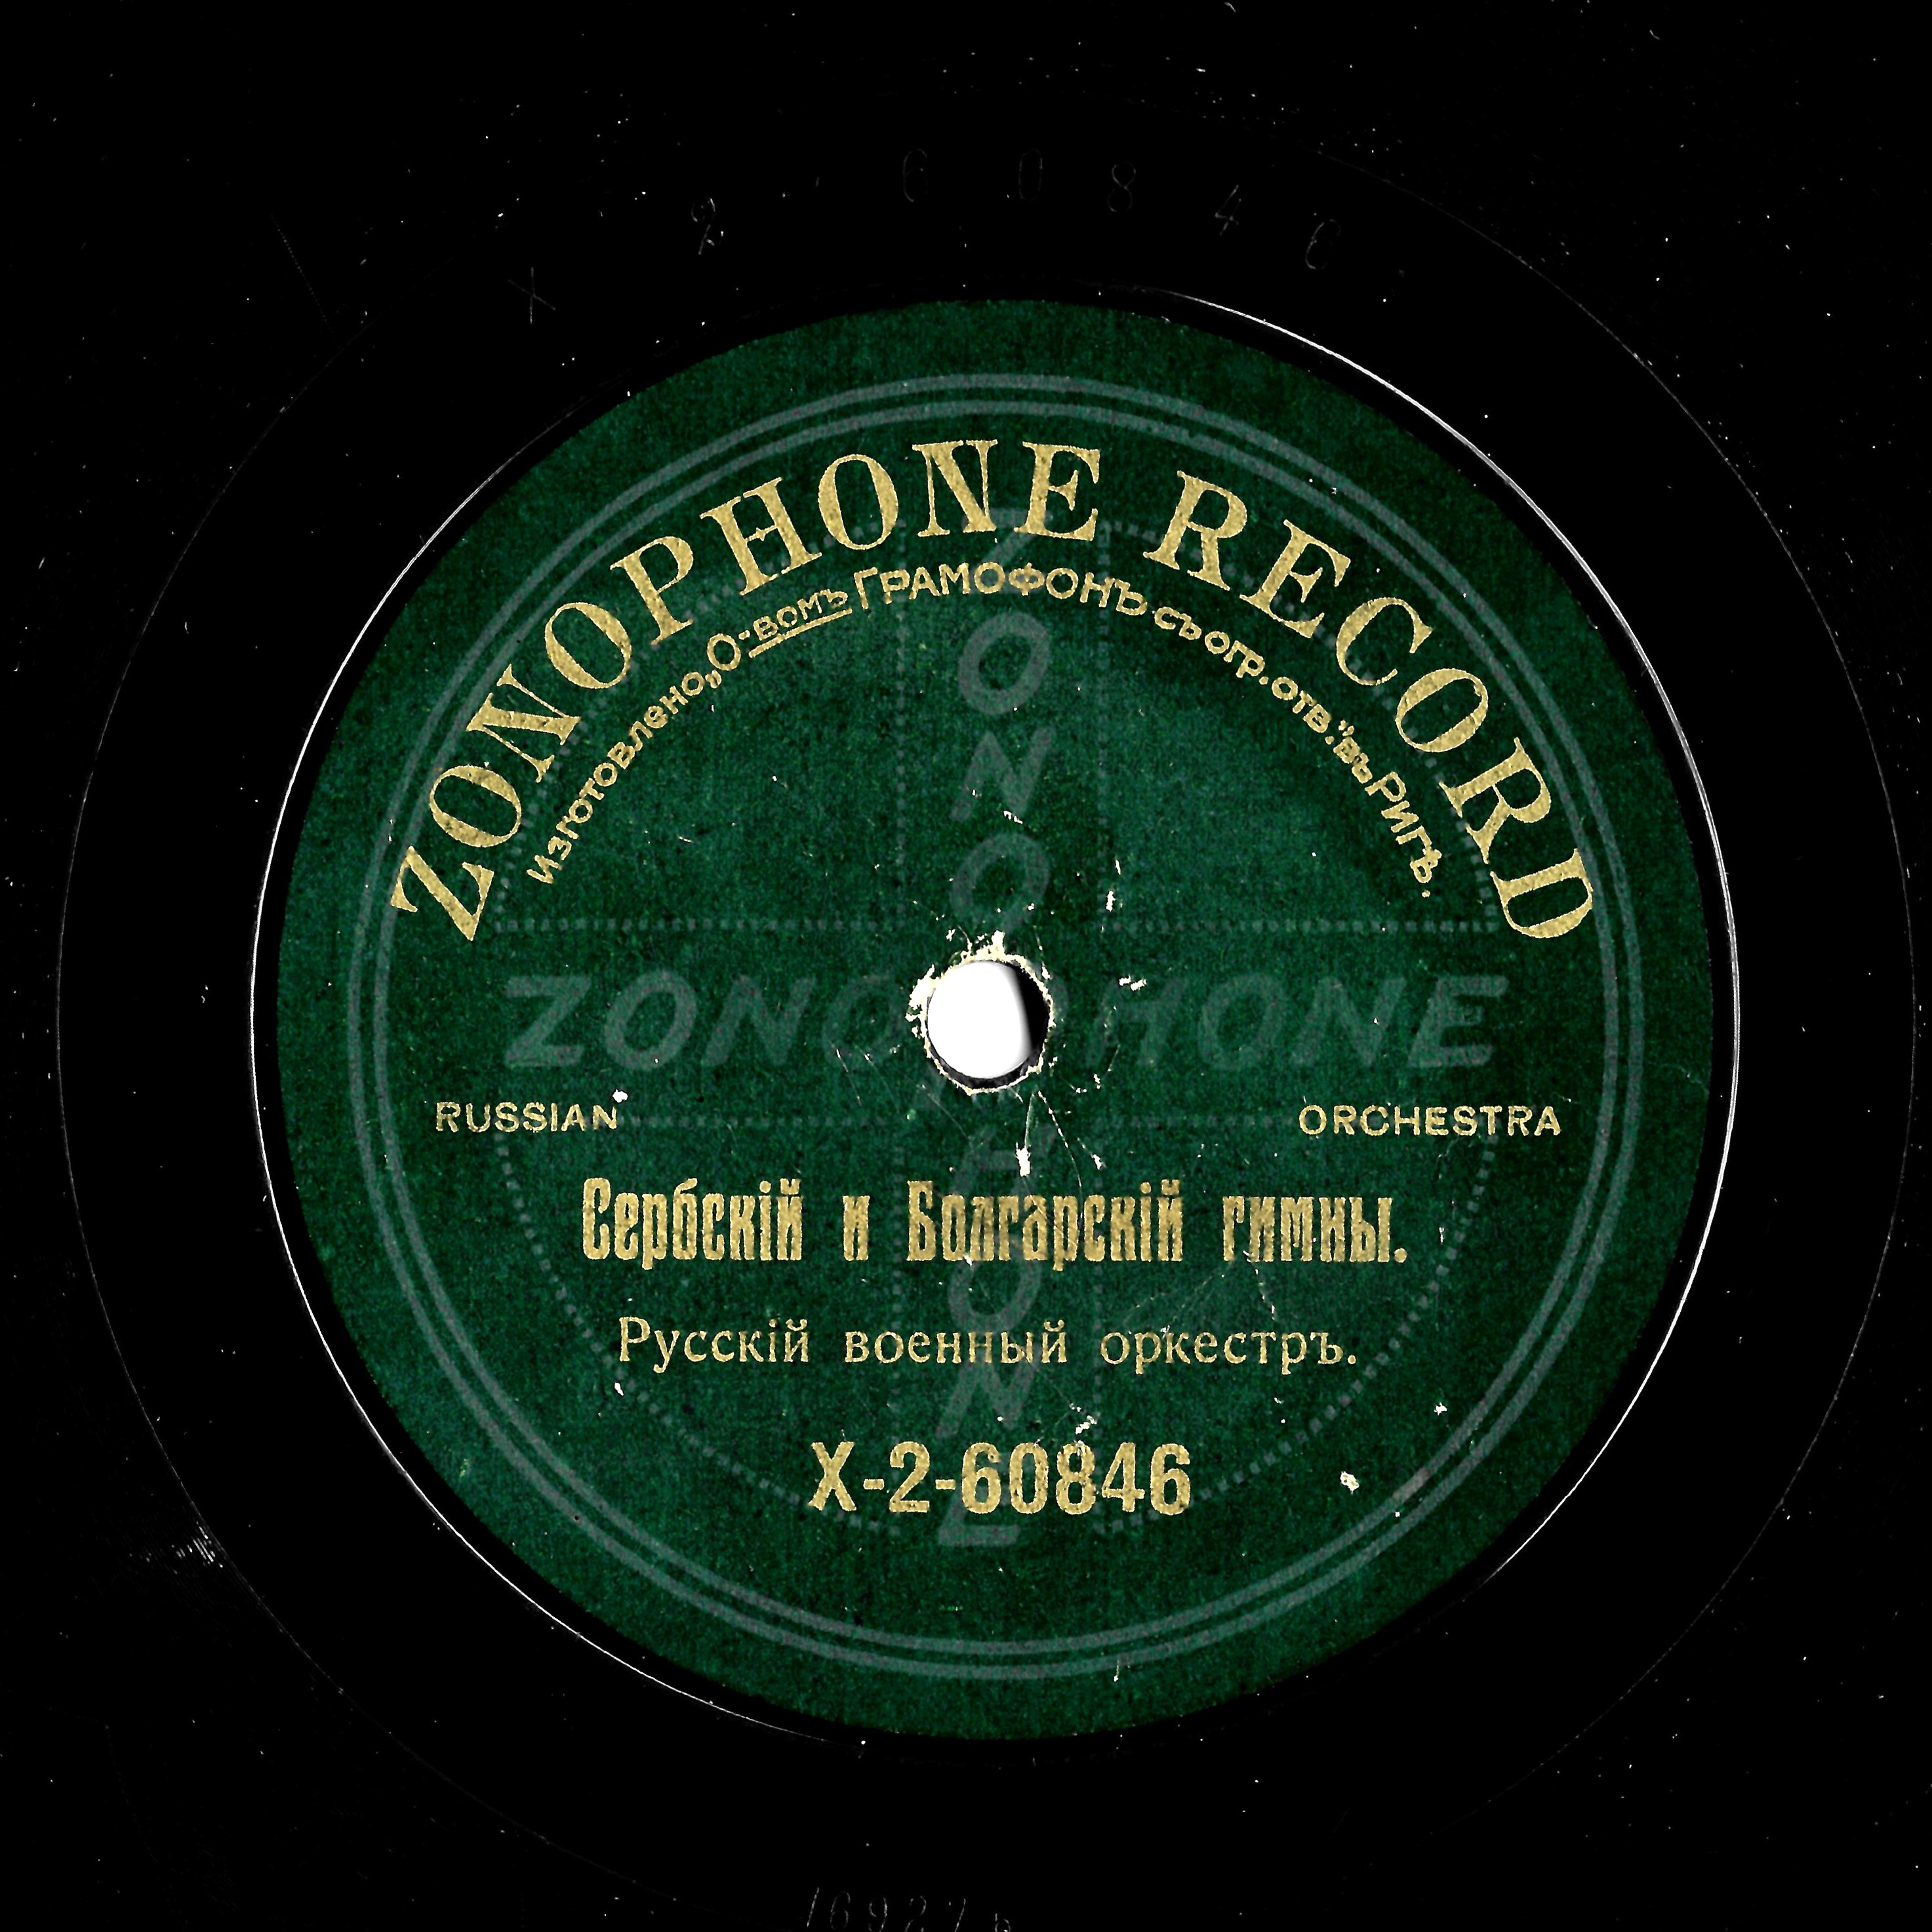 X 2 60846
ZONOPHONE RECORD
Изготовлено „О-вомъ ГРАМОФОНЪ съ огр. отв." въ Ригѣ.
ZONOPHONE
ZONOPHONE
RUSSIAN ORCHESTRA
Сербскій и Болгарскій гимны.
Русскій военный оркестръ.
X-2-60846